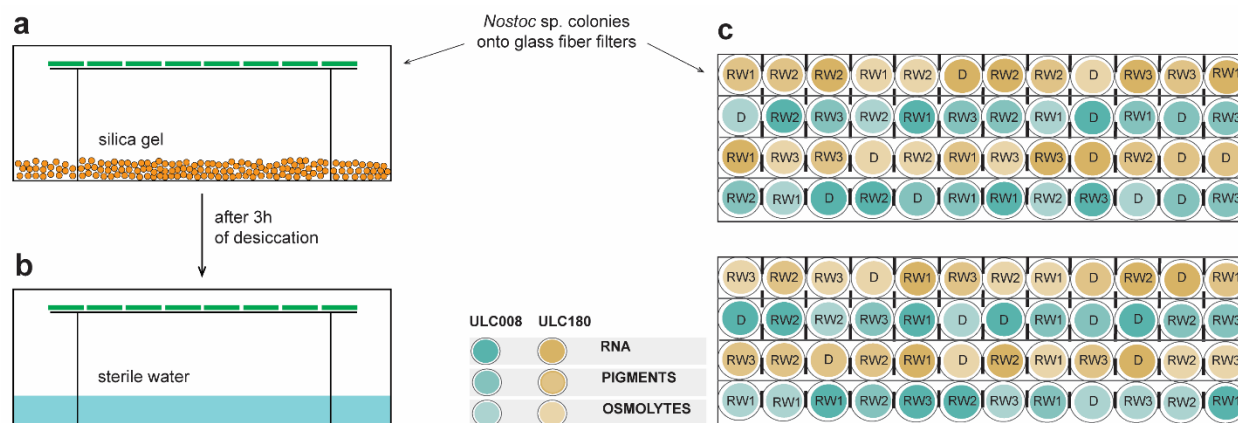 a
silica gel
after 3h
of desiccation
b
sterile water
Nostoc sp. colonies
onto glass fiber filters
ULC008 ULC180
RNA
PIGMENTS
OSMOLYTES
c
RW1 RW2 RW2 RW1 RW2 D RW2 RW2 D RW3 RW3 RW1
D RW2 RW3 RW2 RW1 RW3 RW2 RW1 D RW1 D RW3
RW1 RW3 RW3 D RW2 RW1 RW3 RW3 D RW2 D D
RW2 RW1 D RW2 D RW1 RW1 RW2 RW3 D D RW3
RW3 RW2 RW3 D RW1 RW3 RW2 RW1 D RW2 D RW1
D RW2 RW2 RW3 RW1 D D RW1 D D RW2 RW3
RW3 RW2 D RW2 RW1 D RW2 RW1 RW3 D RW2 RW3
RW1 RW1 RW1 RW2 RW3 RW2 RW3 RW1 D RW3 RW2 RW1